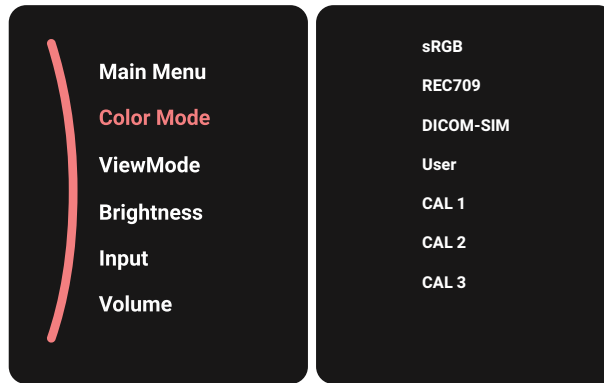 Main Menu
Color Mode
ViewMode
Brightness
Input
Volume
sRGB
REC709
DICOM-SIM
User
CAL 1
CAL 2
CAL 3